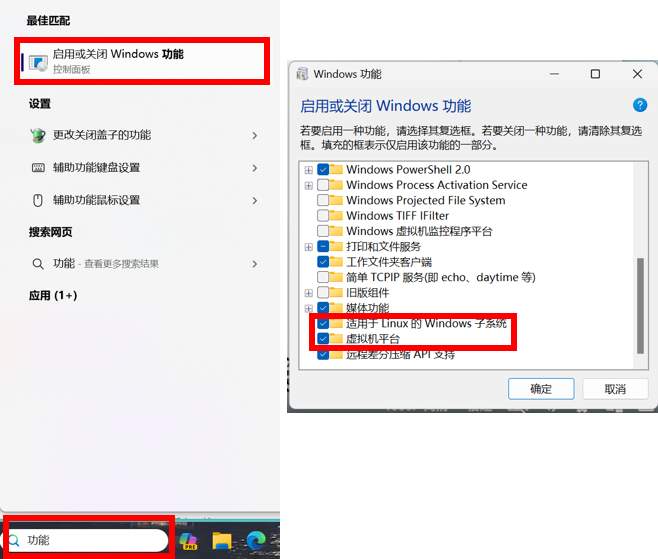 最佳匹配
启用或关闭 Windows 功能
控制面板
设置
更改关闭盖子的功能
辅助功能键盘设置
辅助功能鼠标设置
搜索网页
功能 - 查看更多搜索结果
应用 (1+)
功能
PRE
Windows 功能
启用或关闭 Windows 功能
若要启用一种功能，请选择其复选框。若要关闭一种功能，请清除其复选
框。填充的框表示仅启用该功能的一部分。
Windows PowerShell 2.0
Windows Process Activation Service
Windows Projected File System
Windows TIFF IFilter
Windows 虚拟机监控程序平台
打印和文件服务
工作文件夹客户端
简单 TCPIP 服务(即 echo、daytime 等)
旧版组件
媒体功能
适用于 Linux 的 Windows 子系统
虚拟机平台
远程差分压缩 API 支持
确定
取消